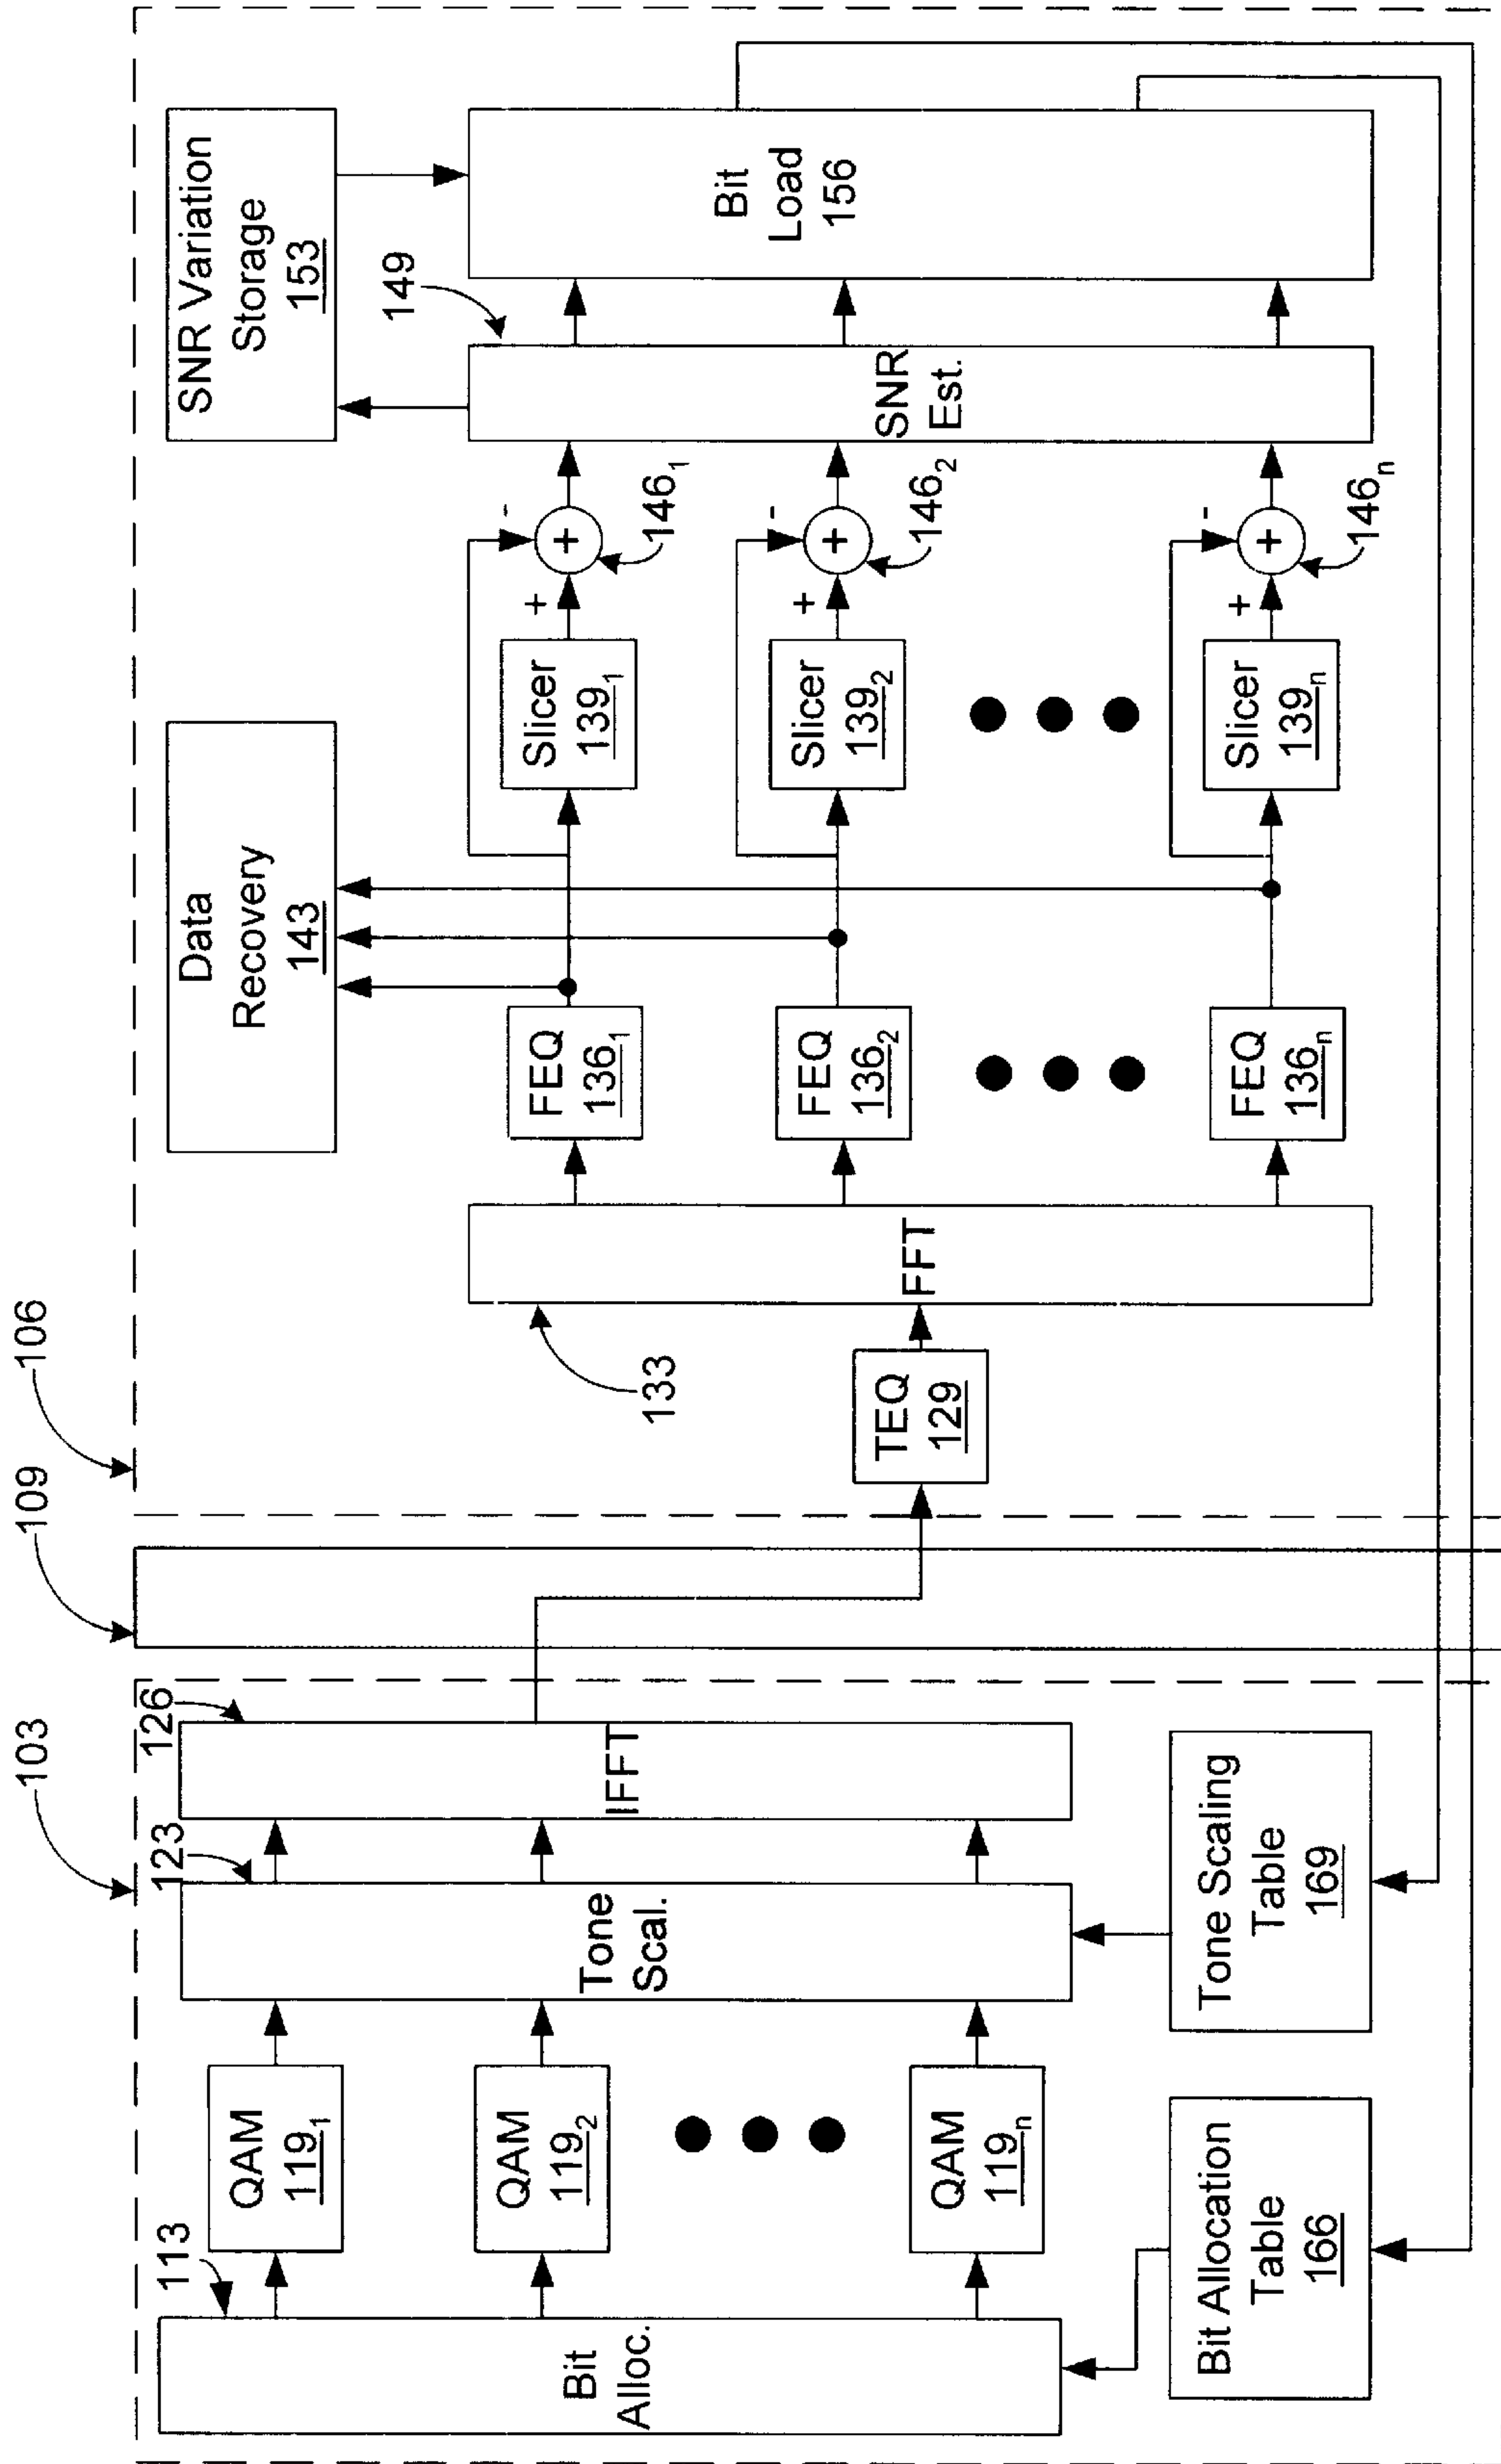 103
109
106
113
Bit
Alloc.
QAM
119₁
QAM
119₂
QAM
119ₙ
123
Tone
Scal.
126
IFFT
Bit Allocation
Table
166
Tone Scaling
Table
169
TEQ
129
133
FFT
FEQ
136₁
FEQ
136₂
FEQ
136ₙ
Data
Recovery
143
Slicer
139₁
Slicer
139₂
Slicer
139ₙ
+
-
+
146₁
+
-
+
146₂
+
-
+
146ₙ
149
SNR
Est.
SNR Variation
Storage
153
Bit
Load
156